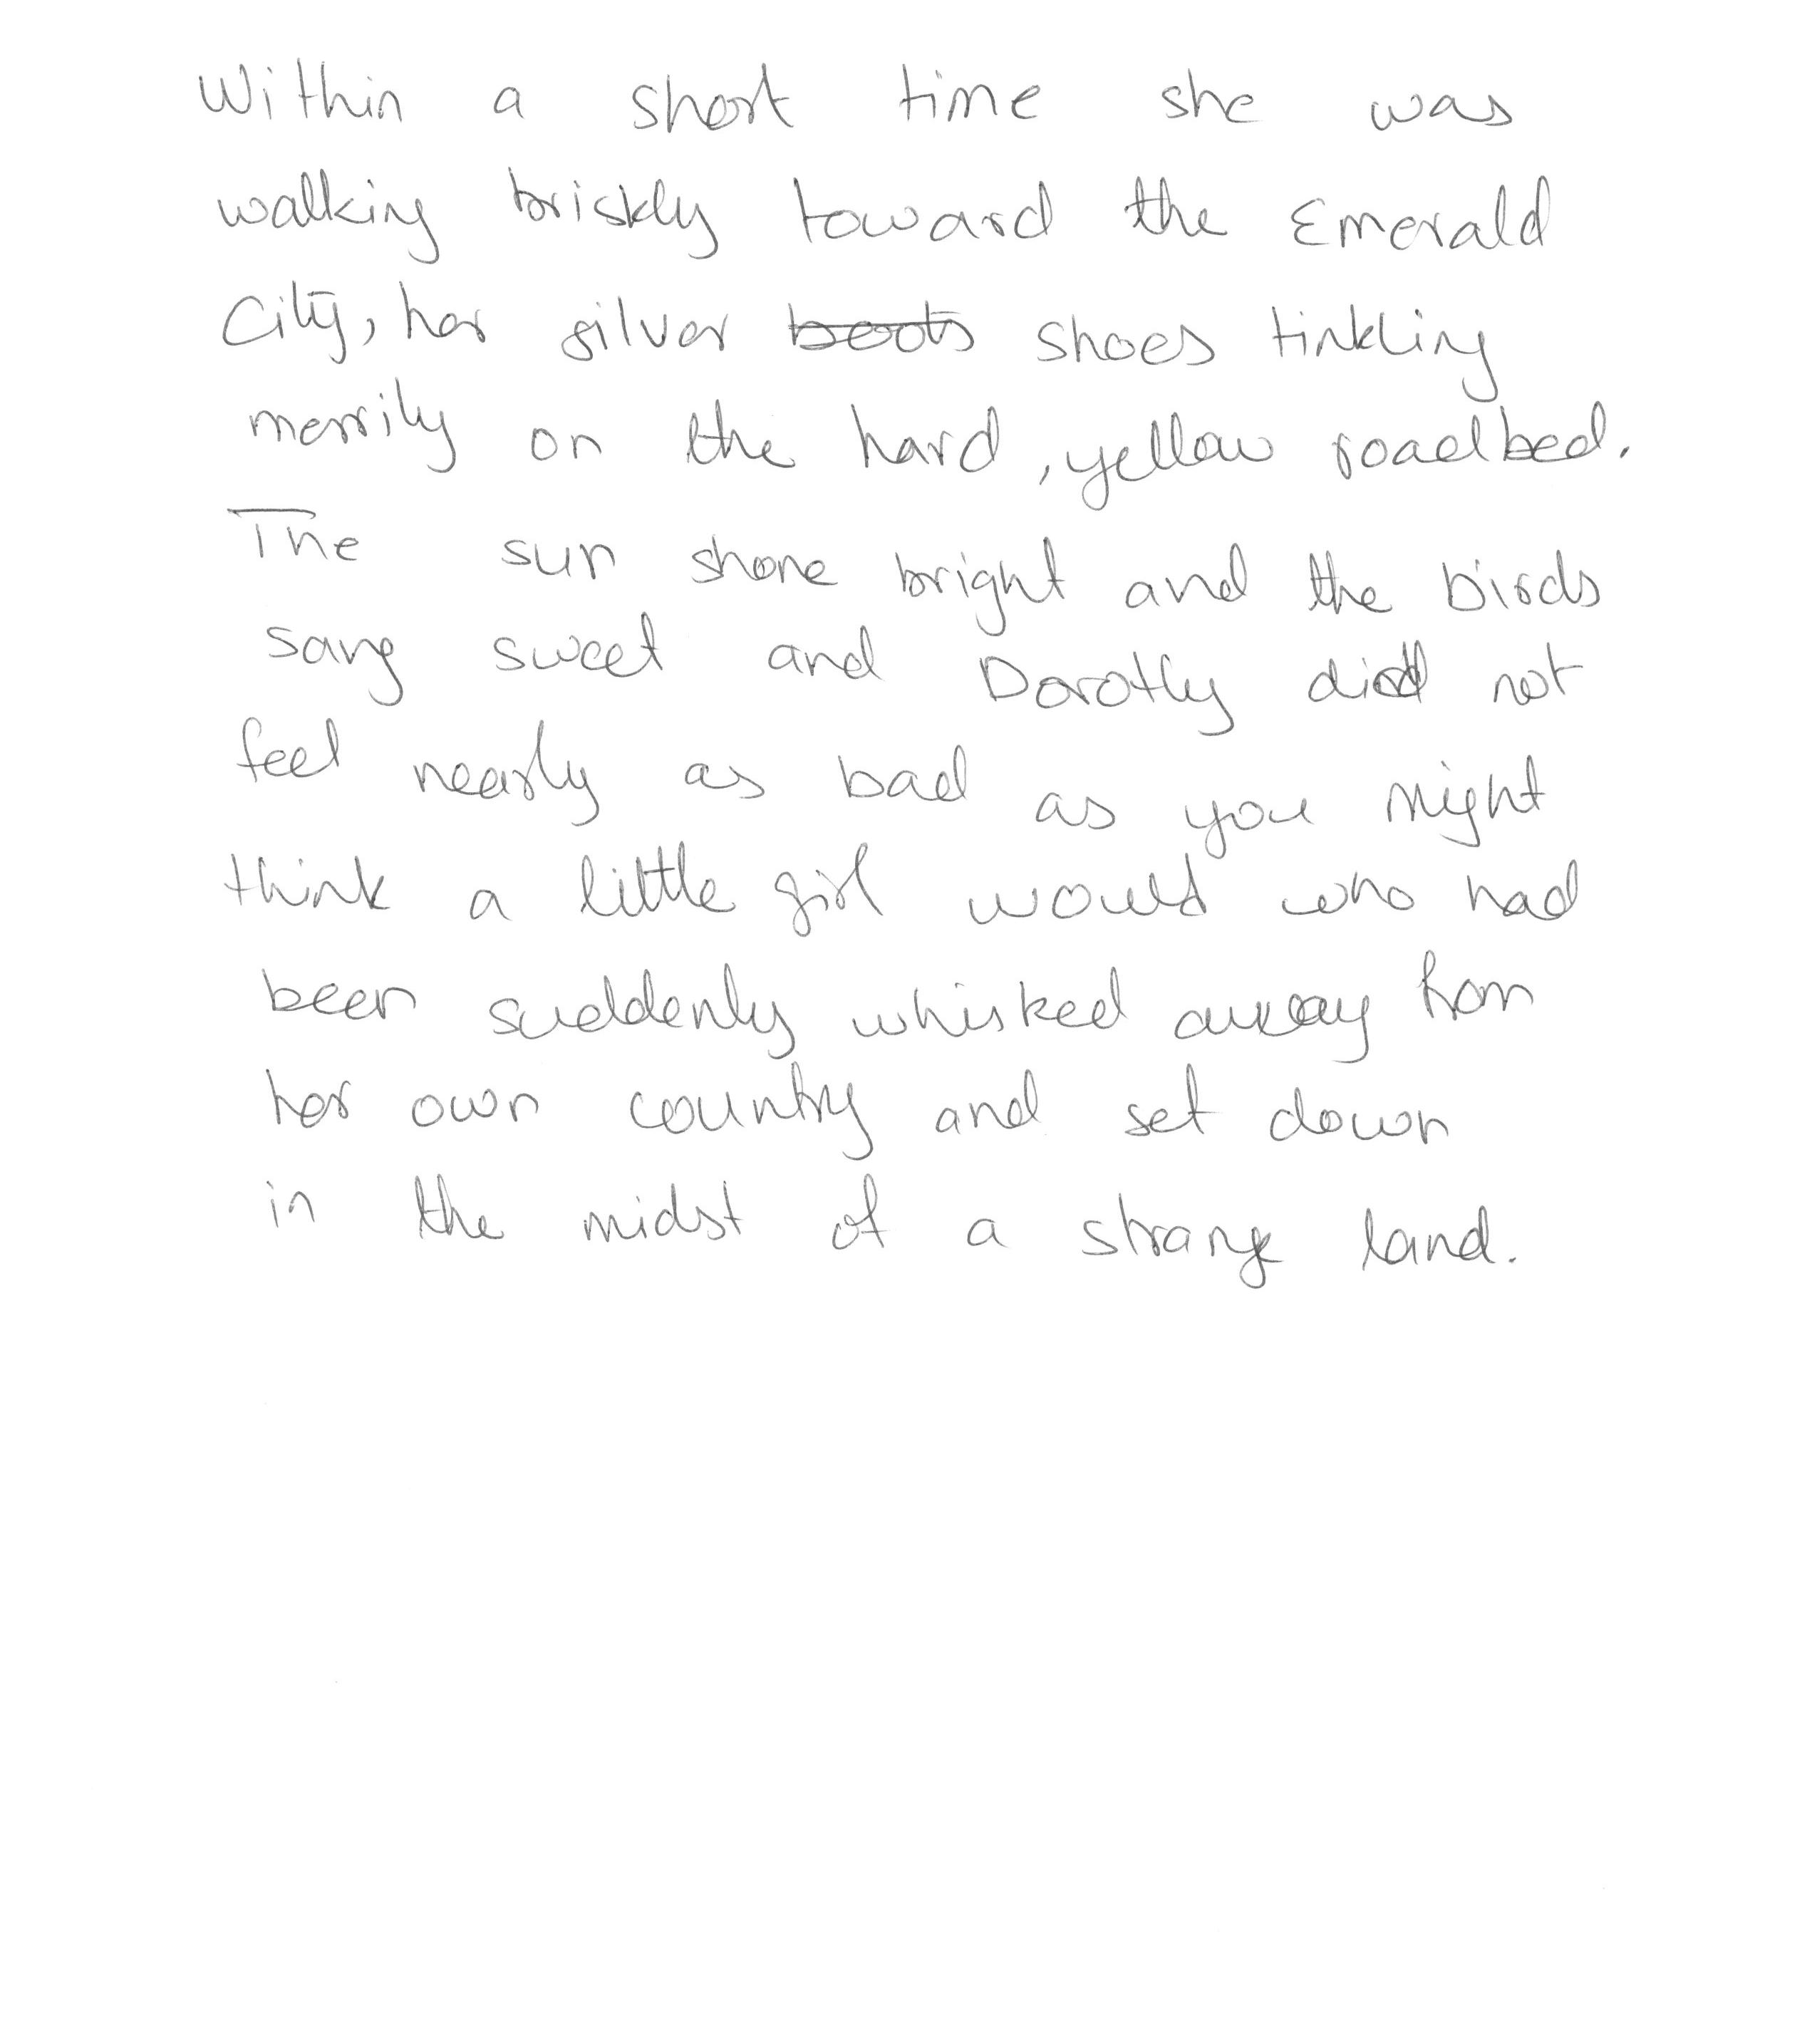 Within a short time she was
walking briskly toward the Emerald
City, her silver ~~boots~~ shoes tinkling
merrily on the hard, yellow roadbed.
The sun shone bright and the birds
sang sweet and Dorothy did not
feel nearly as bad as you might
think a little girl would who had
been suddenly whisked away from
her own country and set down
in the midst of a strange land.